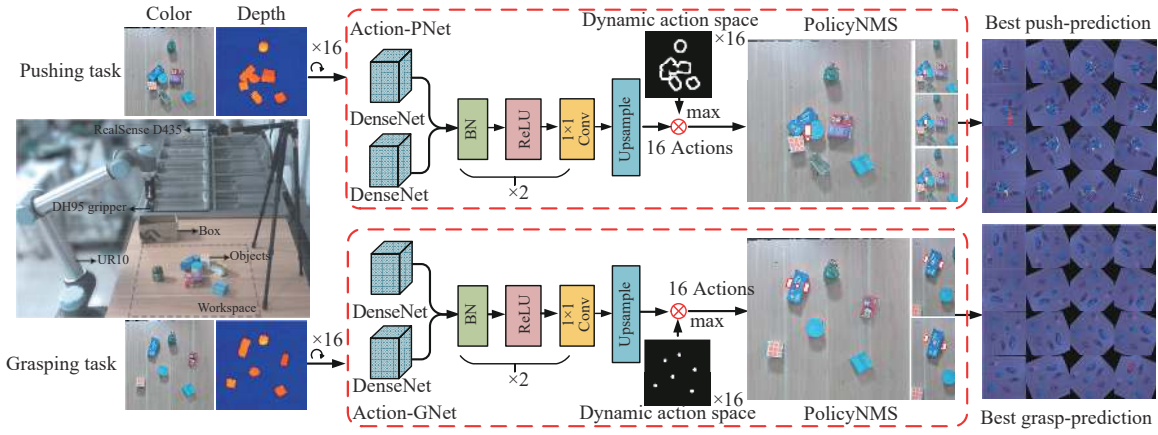 Color Depth
Pushing task
×16
Action-PNet
DenseNet
DenseNet
BN
ReLU
1×1 Conv
×2
Upsample
Dynamic action space
×16
max
16 Actions
PolicyNMS
Best push-prediction
RealSense D435
DH95 gripper
Box
UR10
Objects
Workspace
Grasping task
×16
DenseNet
DenseNet
Action-GNet
BN
ReLU
1×1 Conv
×2
Upsample
16 Actions
max
×16
Dynamic action space
PolicyNMS
Best grasp-prediction